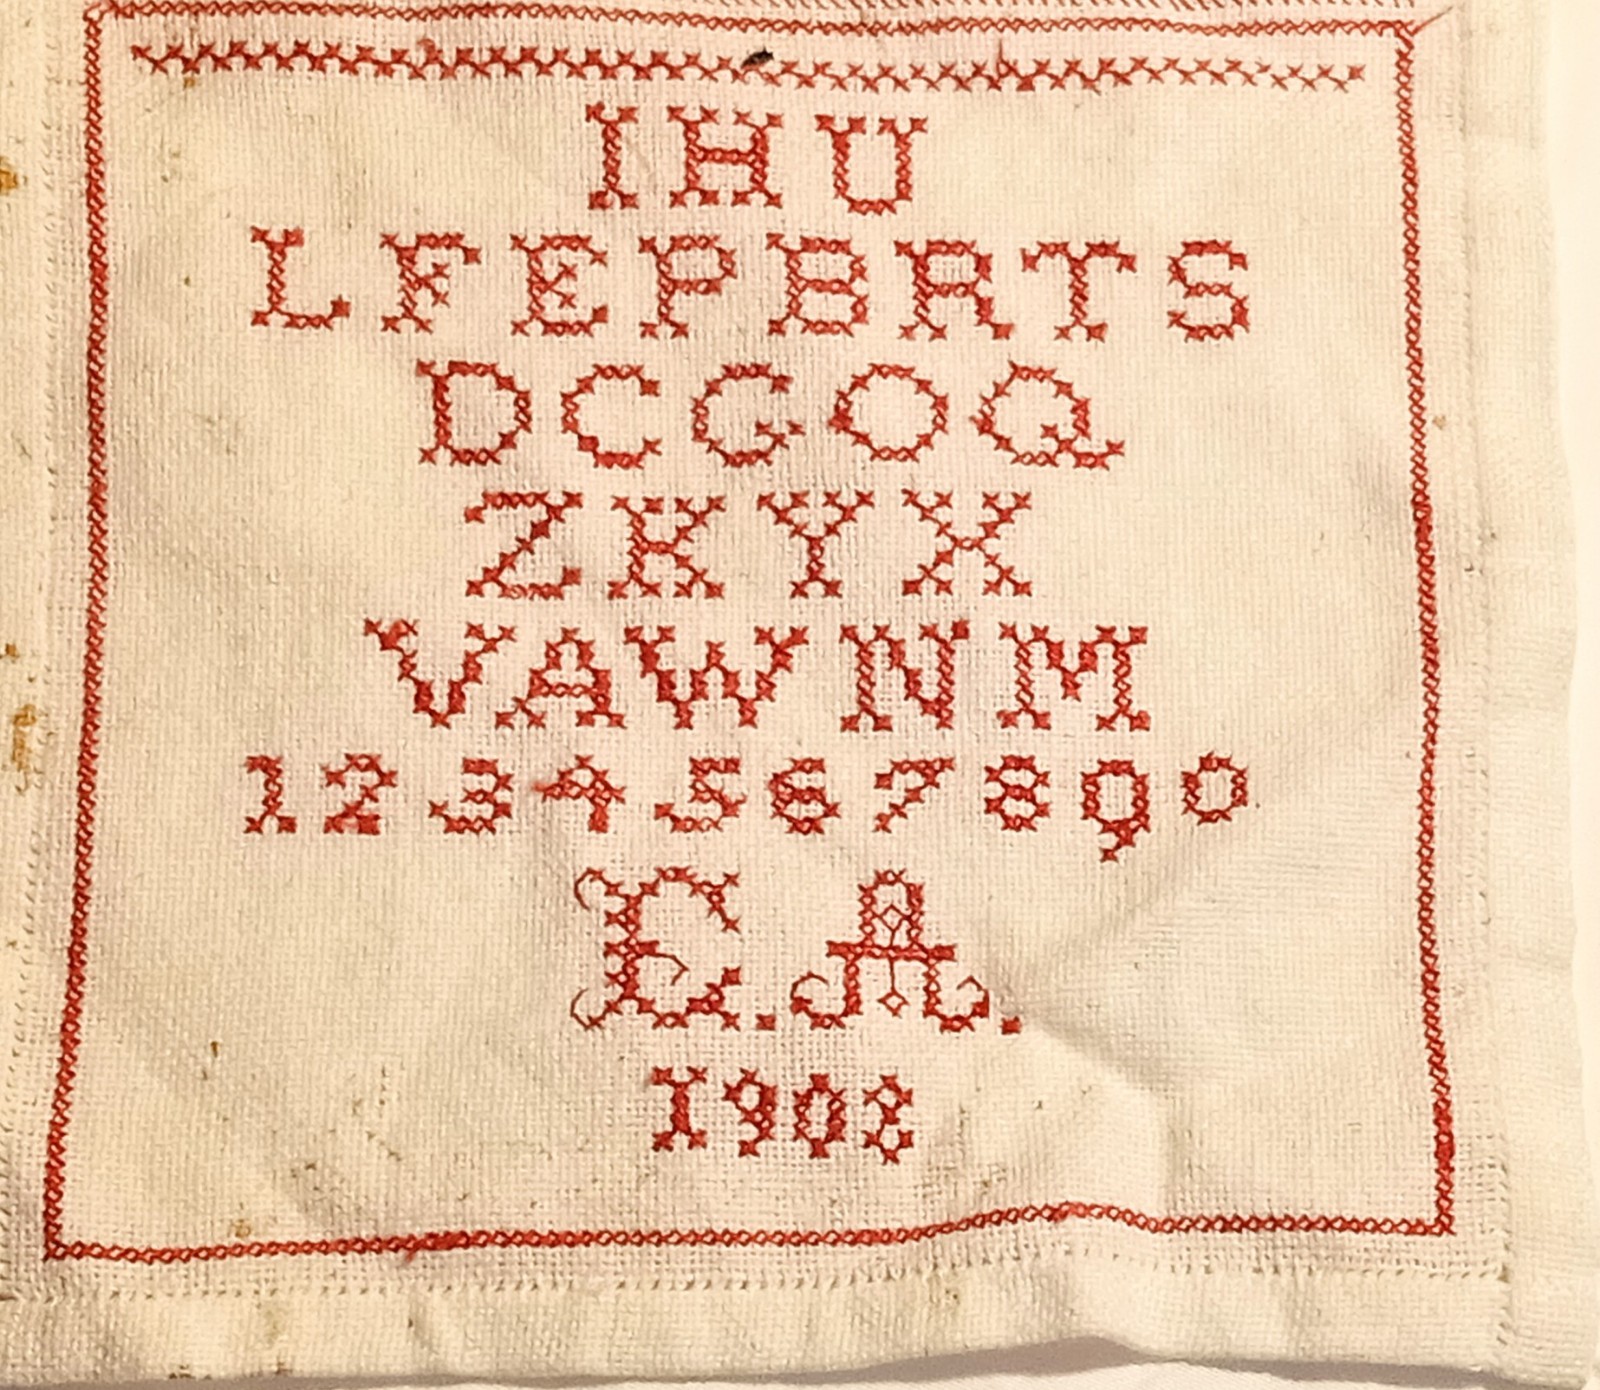 IHU
LFEPBRTS
DCGOQ
ZKYX
VAWNM
1234567890
E.A.
1908